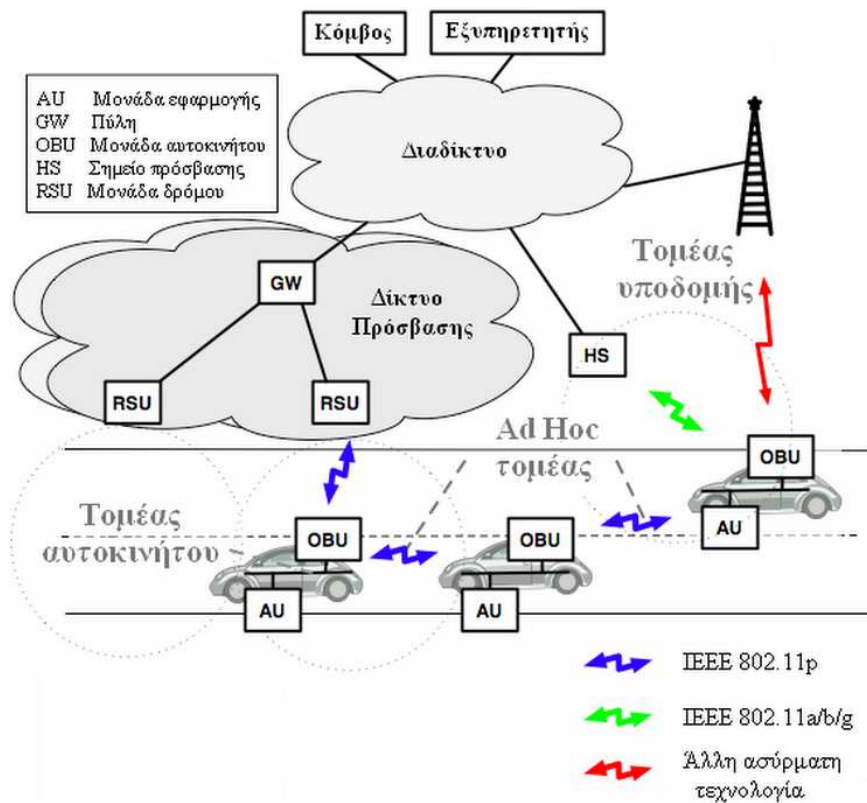 Κόμβος
Εξυπηρετητής
AU Μονάδα εφαρμογής
GW Πύλη
OBU Μονάδα αυτοκινήτου
HS Σημείο πρόσβασης
RSU Μονάδα δρόμου
Διαδίκτυο
Τομέας
υποδομής
GW
Δίκτυο
Πρόσβασης
HS
RSU
RSU
Ad Hoc
τομέας
OBU
AU
Τομέας
αυτοκινήτου
OBU
OBU
AU
AU
IEEE 802.11p
IEEE 802.11a/b/g
Άλλη ασύρματη
τεχνολογία